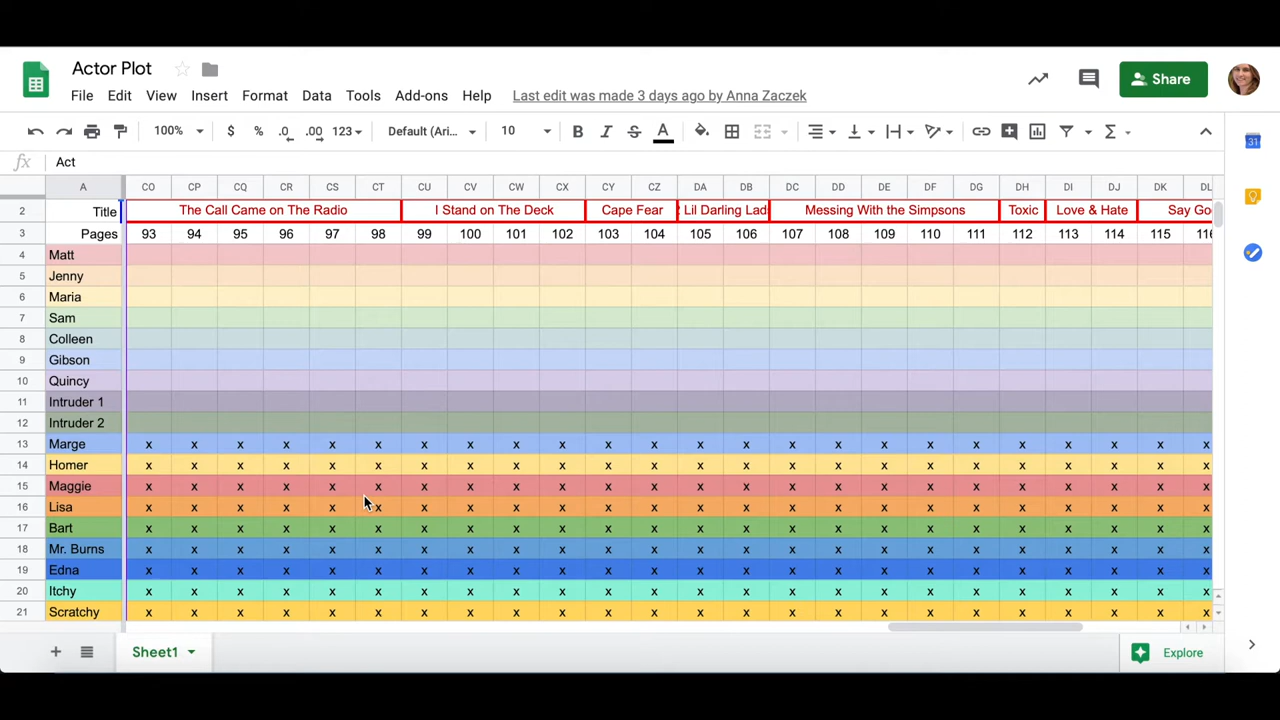 Actor Plot
File Edit View Insert Format Data Tools Add-ons Help Last edit was made 3 days ago by Anna Zaczek
Share
100% $ % .0 .00 123 Default (Ari... 10 B I S A Σ
fx Act
A CO CP CQ CR CS CT CU CV CW CX CY CZ DA DB DC DD DE DF DG DH DI DJ DK DL
2 Title The Call Came on The Radio I Stand on The Deck Cape Fear Lil Darling Lad Messing With the Simpsons Toxic Love & Hate Say Go
3 Pages 93 94 95 96 97 98 99 100 101 102 103 104 105 106 107 108 109 110 111 112 113 114 115 116
4 Matt
5 Jenny
6 Maria
7 Sam
8 Colleen
9 Gibson
10 Quincy
11 Intruder 1
12 Intruder 2
13 Marge x x x x x x x x x x x x x x x x x x x x x x x x
14 Homer x x x x x x x x x x x x x x x x x x x x x x x x
15 Maggie x x x x x x x x x x x x x x x x x x x x x x x x
16 Lisa x x x x x x x x x x x x x x x x x x x x x x x x
17 Bart x x x x x x x x x x x x x x x x x x x x x x x x
18 Mr. Burns x x x x x x x x x x x x x x x x x x x x x x x x
19 Edna x x x x x x x x x x x x x x x x x x x x x x x x
20 Itchy x x x x x x x x x x x x x x x x x x x x x x x x
21 Scratchy x x x x x x x x x x x x x x x x x x x x x x x x
Sheet1
Explore
31